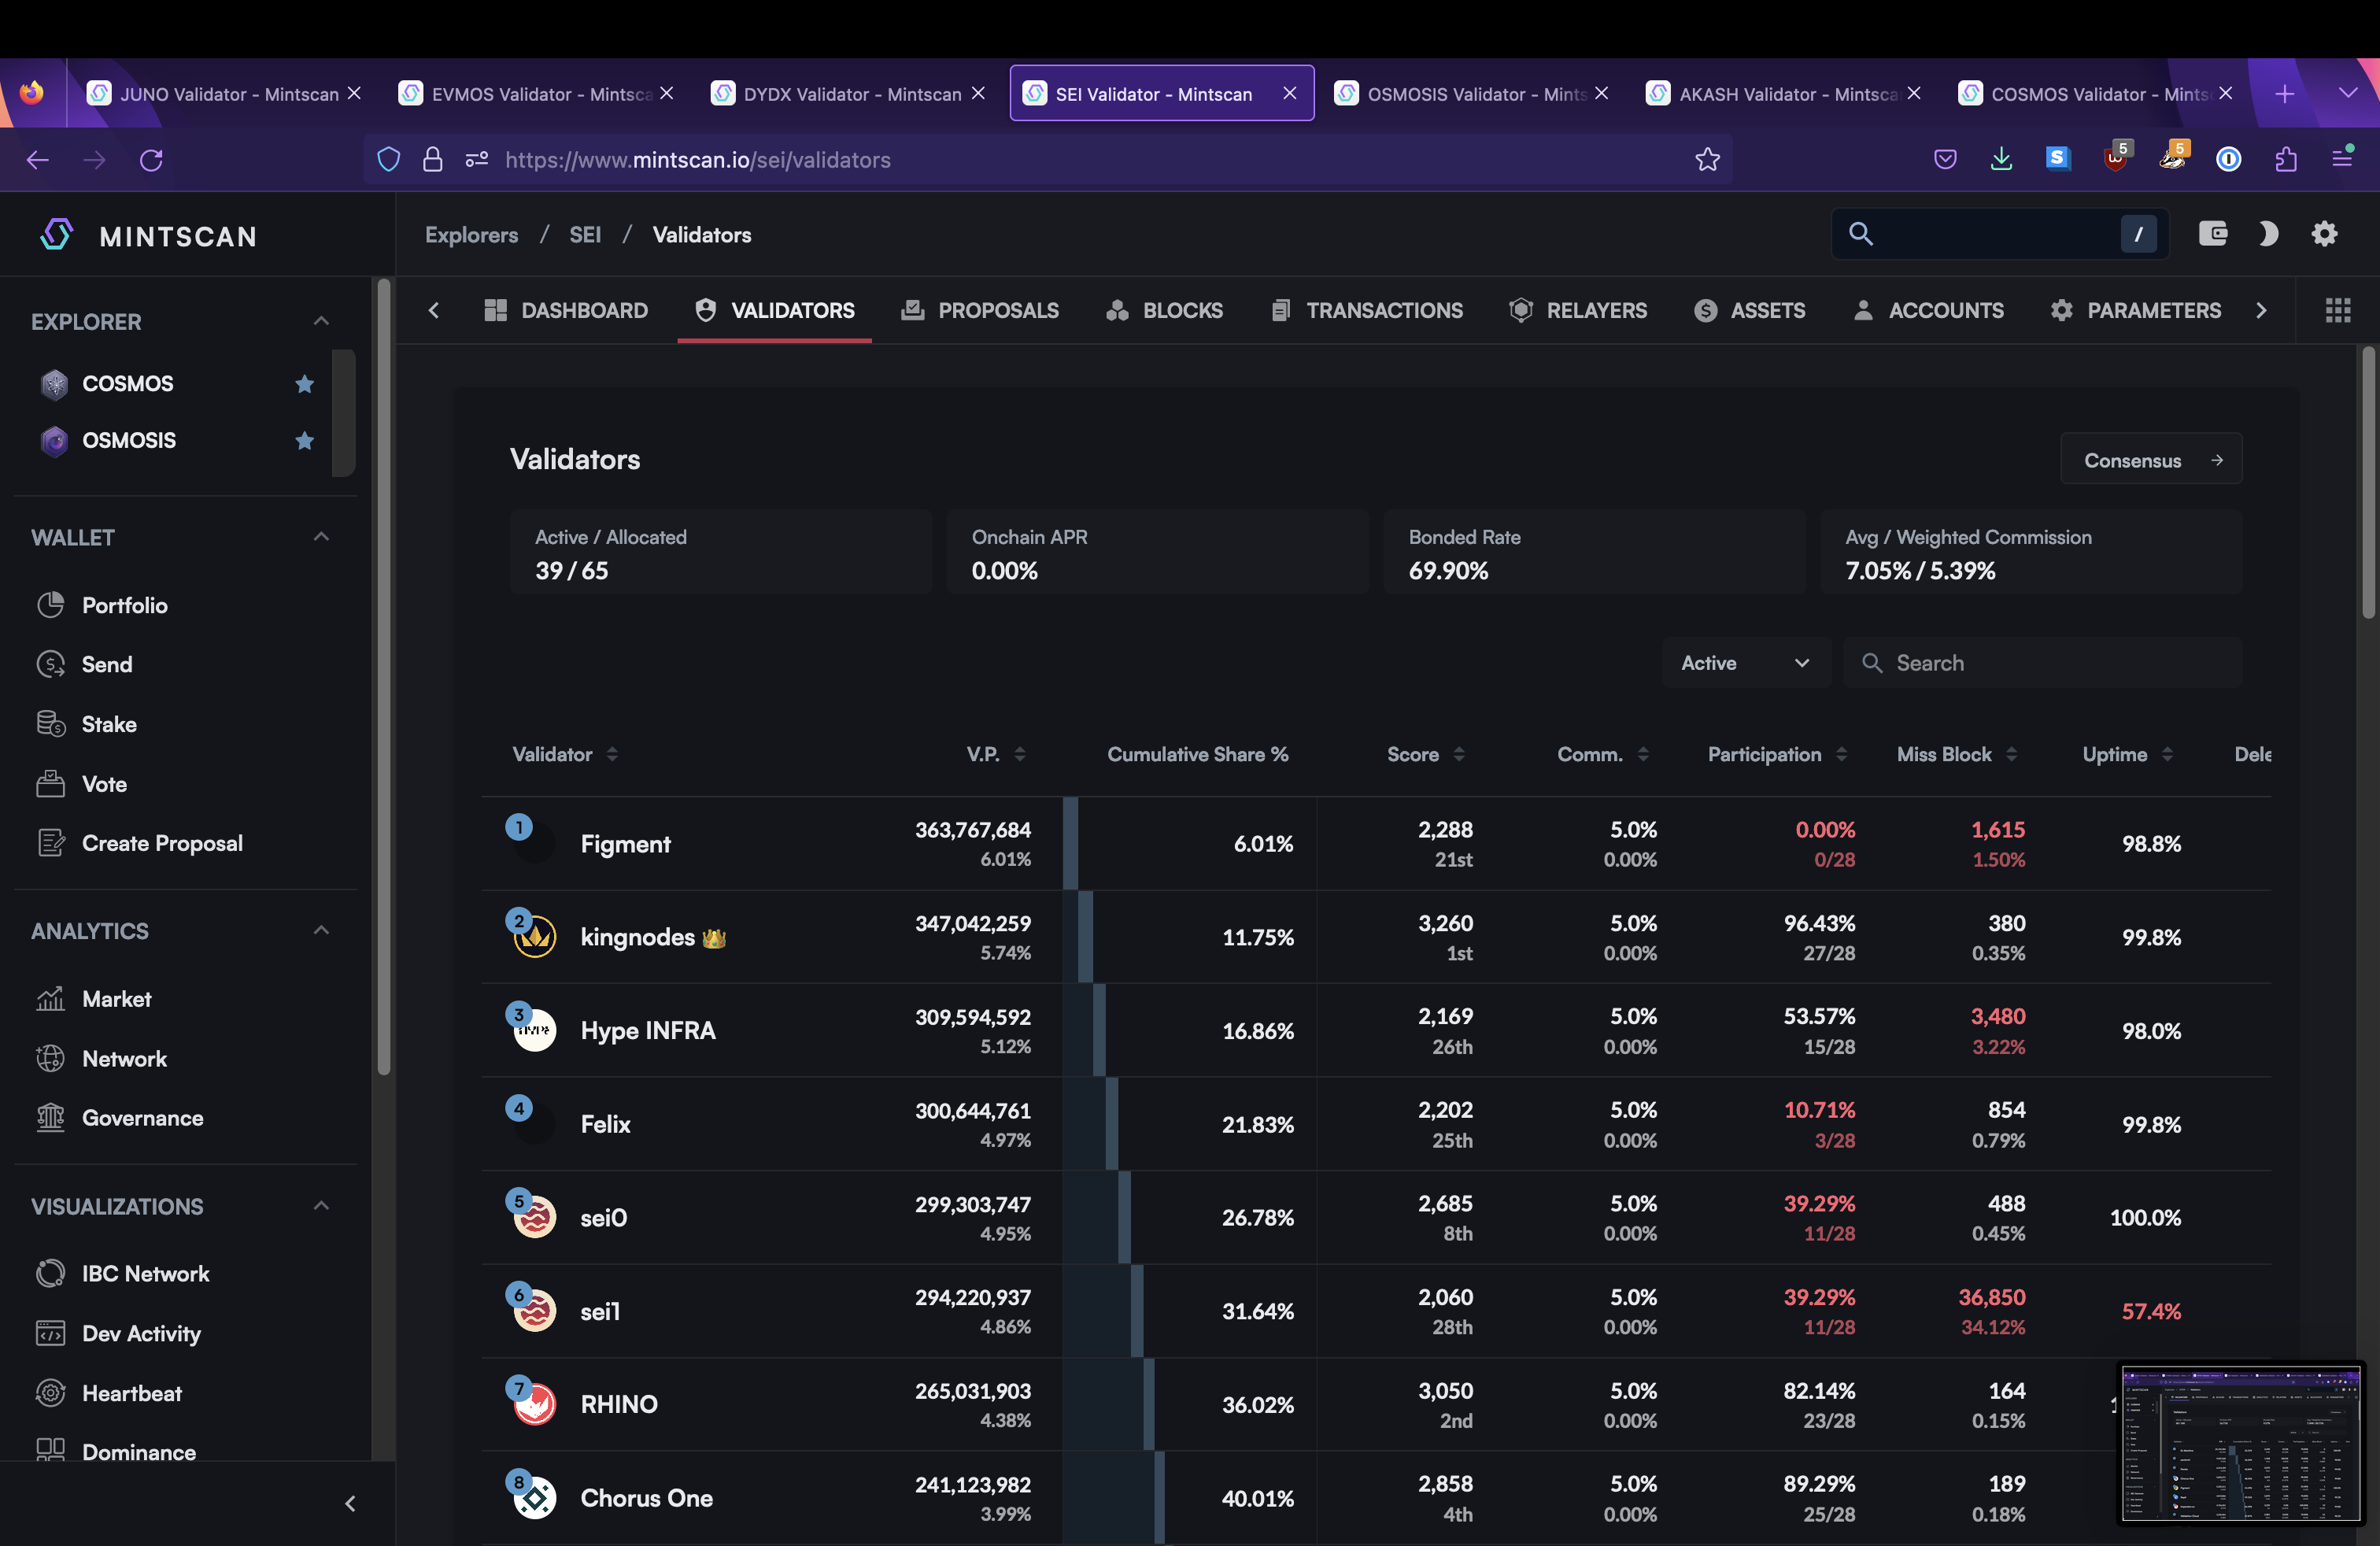 JUNO Validator - Mintscan
EVMOS Validator - Mintsca
DYDX Validator - Mintscan
SEI Validator - Mintscan
OSMOSIS Validator - Mints
AKASH Validator - Mintsca
COSMOS Validator - Mints
https://www.mintscan.io/sei/validators
5
5
MINTSCAN
Explorers / SEI / Validators
/
DASHBOARD
VALIDATORS
PROPOSALS
BLOCKS
TRANSACTIONS
RELAYERS
ASSETS
ACCOUNTS
PARAMETERS
EXPLORER
COSMOS
OSMOSIS
WALLET
Portfolio
Send
Stake
Vote
Create Proposal
ANALYTICS
Market
Network
Governance
VISUALIZATIONS
IBC Network
Dev Activity
Heartbeat
Dominance
Validators
Consensus
Active / Allocated
39 / 65
Onchain APR
0.00%
Bonded Rate
69.90%
Avg / Weighted Commission
7.05% / 5.39%
Active
Search
Validator V.P. Cumulative Share % Score Comm. Participation Miss Block Uptime Dele
1 Figment 363,767,684 6.01% 2,288 5.0% 0.00% 1,615 98.8%
6.01% 21st 0.00% 0/28 1.50%
2 kingnodes 347,042,259 11.75% 3,260 5.0% 96.43% 380 99.8%
5.74% 1st 0.00% 27/28 0.35%
3 HYPE Hype INFRA 309,594,592 16.86% 2,169 5.0% 53.57% 3,480 98.0%
5.12% 26th 0.00% 15/28 3.22%
4 Felix 300,644,761 21.83% 2,202 5.0% 10.71% 854 99.8%
4.97% 25th 0.00% 3/28 0.79%
5 sei0 299,303,747 26.78% 2,685 5.0% 39.29% 488 100.0%
4.95% 8th 0.00% 11/28 0.45%
6 sei1 294,220,937 31.64% 2,060 5.0% 39.29% 36,850 57.4%
4.86% 28th 0.00% 11/28 34.12%
7 RHINO 265,031,903 36.02% 3,050 5.0% 82.14% 164
4.38% 2nd 0.00% 23/28 0.15%
8 Chorus One 241,123,982 40.01% 2,858 5.0% 89.29% 189
3.99% 4th 0.00% 25/28 0.18%